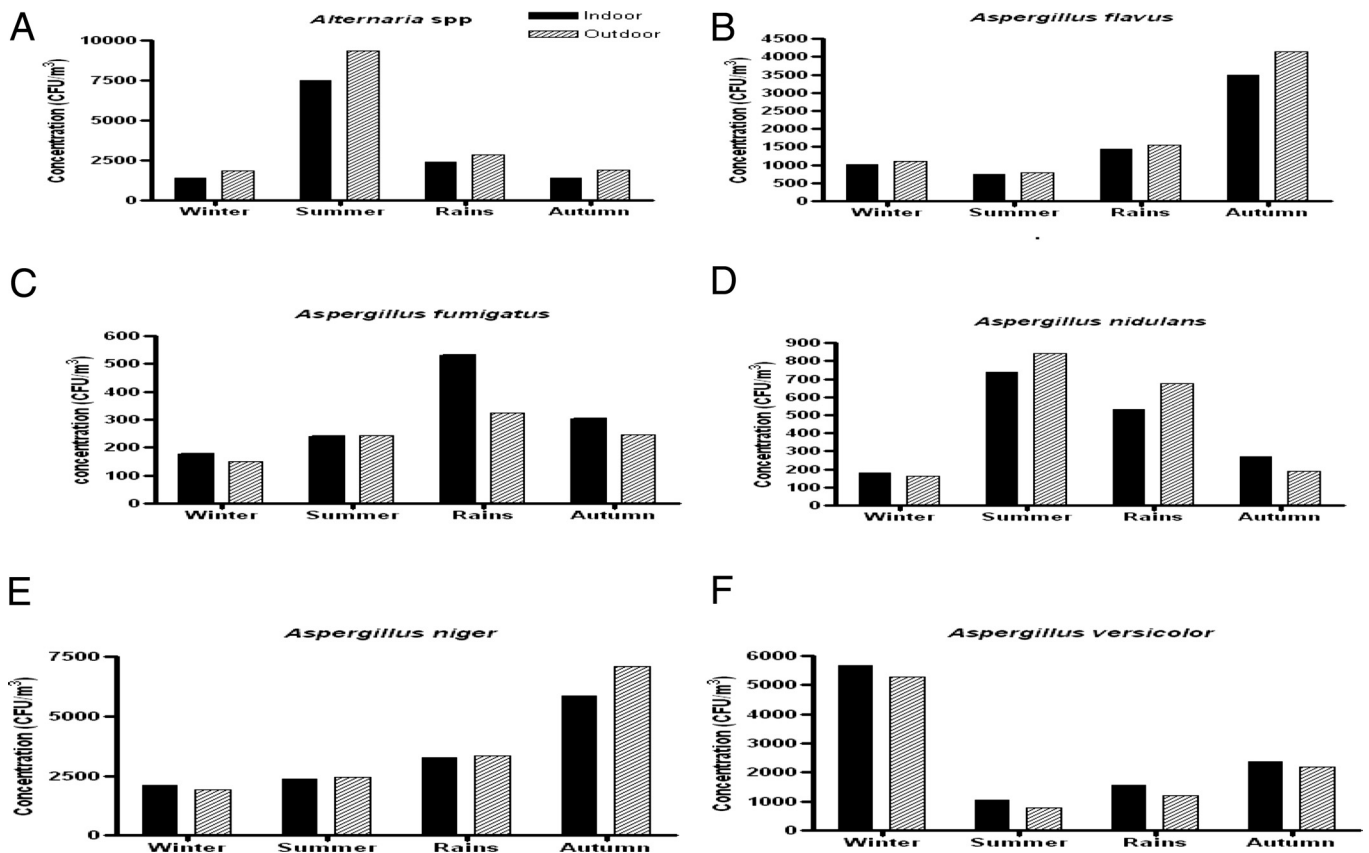 A
Alternaria spp
Indoor
Outdoor
Concentration (CFU/m³)
10000
7500
5000
2500
0
Winter Summer Rains Autumn
B
Aspergillus flavus
Concentration (CFU/m³)
4500
4000
3500
3000
2500
2000
1500
1000
500
0
Winter Summer Rains Autumn
C
Aspergillus fumigatus
concentration (CFU/m³)
600
500
400
300
200
100
0
Winter Summer Rains Autumn
D
Aspergillus nidulans
Concentration (CFU/m³)
900
800
700
600
500
400
300
200
100
0
Winter Summer Rains Autumn
E
Aspergillus niger
Concentration (CFU/m³)
7500
5000
2500
0
Winter Summer Rains Autumn
F
Aspergillus versicolor
Concentration (CFU/m³)
6000
5000
4000
3000
2000
1000
0
Winter Summer Rains Autumn